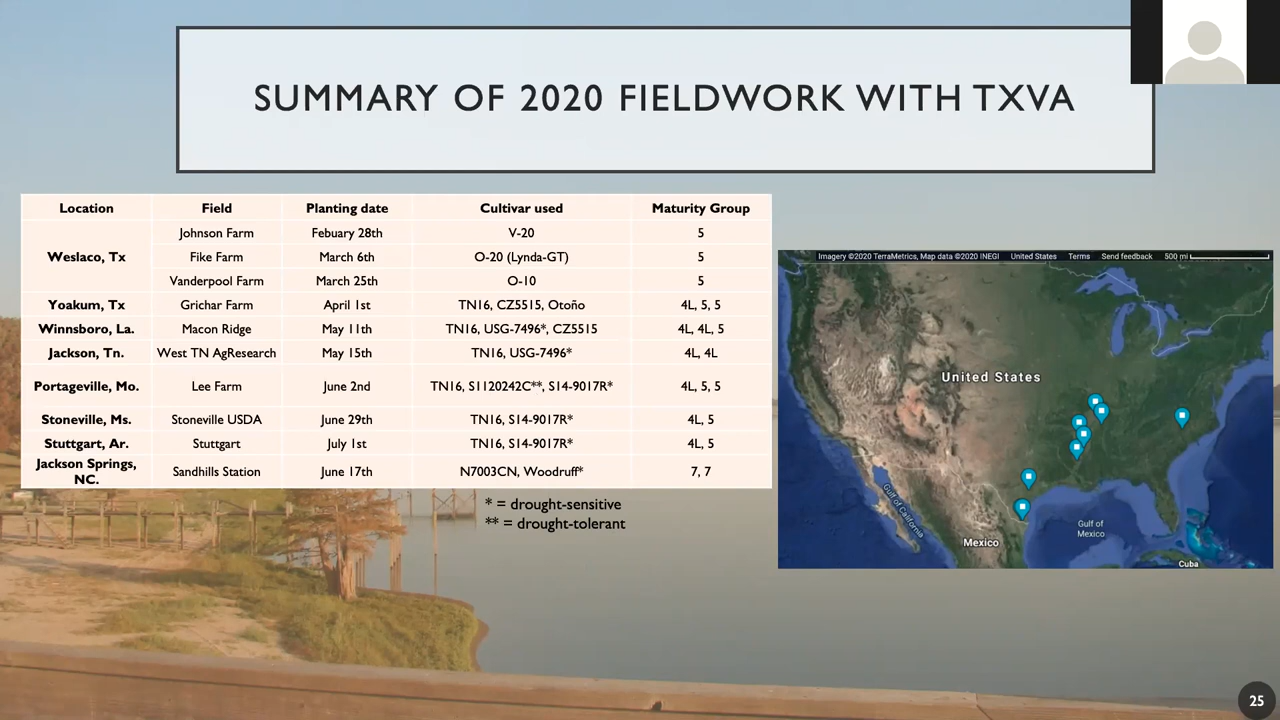 SUMMARY OF 2020 FIELDWORK WITH TXVA
Location Field Planting date Cultivar used Maturity Group
Weslaco, Tx
Johnson Farm Febuary 28th V-20 5
Fike Farm March 6th O-20 (Lynda-GT) 5
Vanderpool Farm March 25th O-10 5
Yoakum, Tx Grichar Farm April 1st TN16, CZ5515, Otoño 4L, 5, 5
Winnsboro, La. Macon Ridge May 11th TN16, USG-7496*, CZ5515 4L, 4L, 5
Jackson, Tn. West TN AgResearch May 15th TN16, USG-7496* 4L, 4L
Portageville, Mo. Lee Farm June 2nd TN16, S1120242C**, S14-9017R* 4L, 5, 5
Stoneville, Ms. Stoneville USDA June 29th TN16, S14-9017R* 4L, 5
Stuttgart, Ar. Stuttgart July 1st TN16, S14-9017R* 4L, 5
Jackson Springs,
NC. Sandhills Station June 17th N7003CN, Woodruff* 7, 7
* = drought-sensitive
** = drought-tolerant
Imagery ©2020 TerraMetrics, Map data ©2020 INEGI United States Terms Send feedback 500 mi
United States
Gulf of California
Gulf of
Mexico
Mexico
Cuba
25